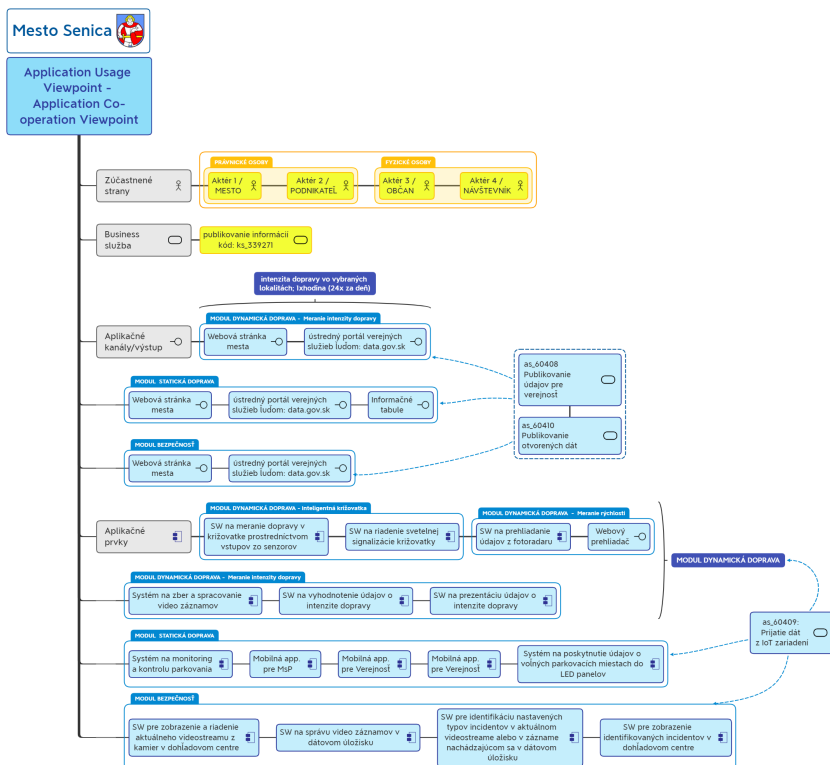 Mesto Senica
Application Usage
Viewpoint -
Application Co-
operation Viewpoint
Zúčastnené
strany
PRÁVNICKÉ OSOBY
Aktér 1 /
MESTO
Aktér 2 /
PODNIKATEĽ
FYZICKÉ OSOBY
Aktér 3 /
OBČAN
Aktér 4 /
NÁVŠTEVNÍK
Business
služba
publikovanie informácií
kód: ks_339271
intenzita dopravy vo vybraných
lokalitách; 1xhodina (24x za deň)
Aplikačné
kanály/výstup
MODUL DYNAMICKÁ DOPRAVA - Meranie intenzity dopravy
Webová stránka
mesta
ústredný portál verejných
služieb ľudom: data.gov.sk
as_60408
Publikovanie
údajov pre
verejnosť
as_60410
Publikovanie
otvorených dát
MODUL STATICKÁ DOPRAVA
Webová stránka
mesta
ústredný portál verejných
služieb ľudom: data.gov.sk
Informačné
tabule
MODUL BEZPEČNOSŤ
Webová stránka
mesta
ústredný portál verejných
služieb ľudom: data.gov.sk
Aplikačné
prvky
MODUL DYNAMICKÁ DOPRAVA - Inteligentná križovatka
SW na meranie dopravy v
križovatke prostredníctvom
vstupov zo senzorov
SW na riadenie svetelnej
signalizácie križovatky
MODUL DYNAMICKÁ DOPRAVA - Meranie rýchlosti
SW na prehliadanie
údajov z fotoradaru
Webový
prehliadač
MODUL DYNAMICKÁ DOPRAVA
MODUL DYNAMICKÁ DOPRAVA - Meranie intenzity dopravy
Systém na zber a spracovanie
video záznamov
SW na vyhodnotenie údajov o
intenzite dopravy
SW na prezentáciu údajov o
intenzite dopravy
as_60409:
Prijatie dát
z IoT zariadení
MODUL STATICKÁ DOPRAVA
Systém na monitoring
a kontrolu parkovania
Mobilná app.
pre MsP
Mobilná app.
pre Verejnosť
Mobilná app.
pre Verejnosť
Systém na poskytnutie údajov o
voľných parkovacích miestach do
LED panelov
MODUL BEZPEČNOSŤ
SW pre zobrazenie a riadenie
aktuálneho videostreamu z
kamier v dohľadovom centre
SW na správu video záznamov v
dátovom úložisku
SW pre identifikáciu nastavených
typov incidentov v aktuálnom
videostreame alebo v zázname
nachádzajúcom sa v dátovom
úložisku
SW pre zobrazenie
identifikovaných incidentov v
dohľadovom centre